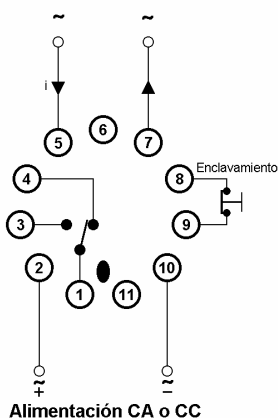 ~ ~
i
5 6 7
4 8 Enclavamiento
3 9
2 10
1 11
~ ~
+ −
Alimentación CA o CC